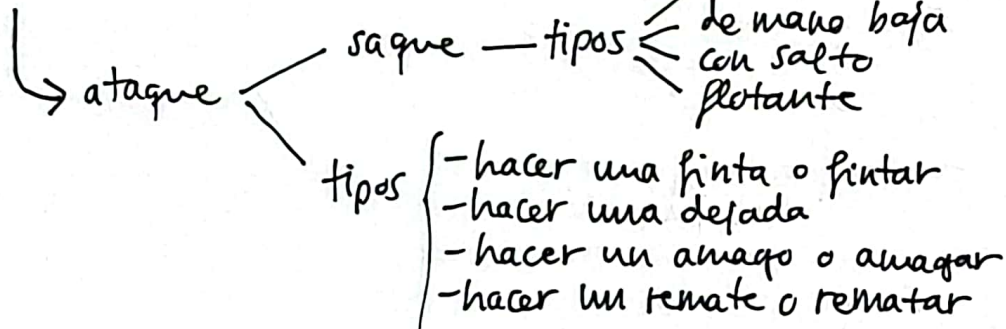 de mano baja
saque — tipos
con salto
ataque
flotante
tipos
-hacer una finta o fintar
-hacer una dejada
-hacer un amago o amagar
-hacer un remate o rematar